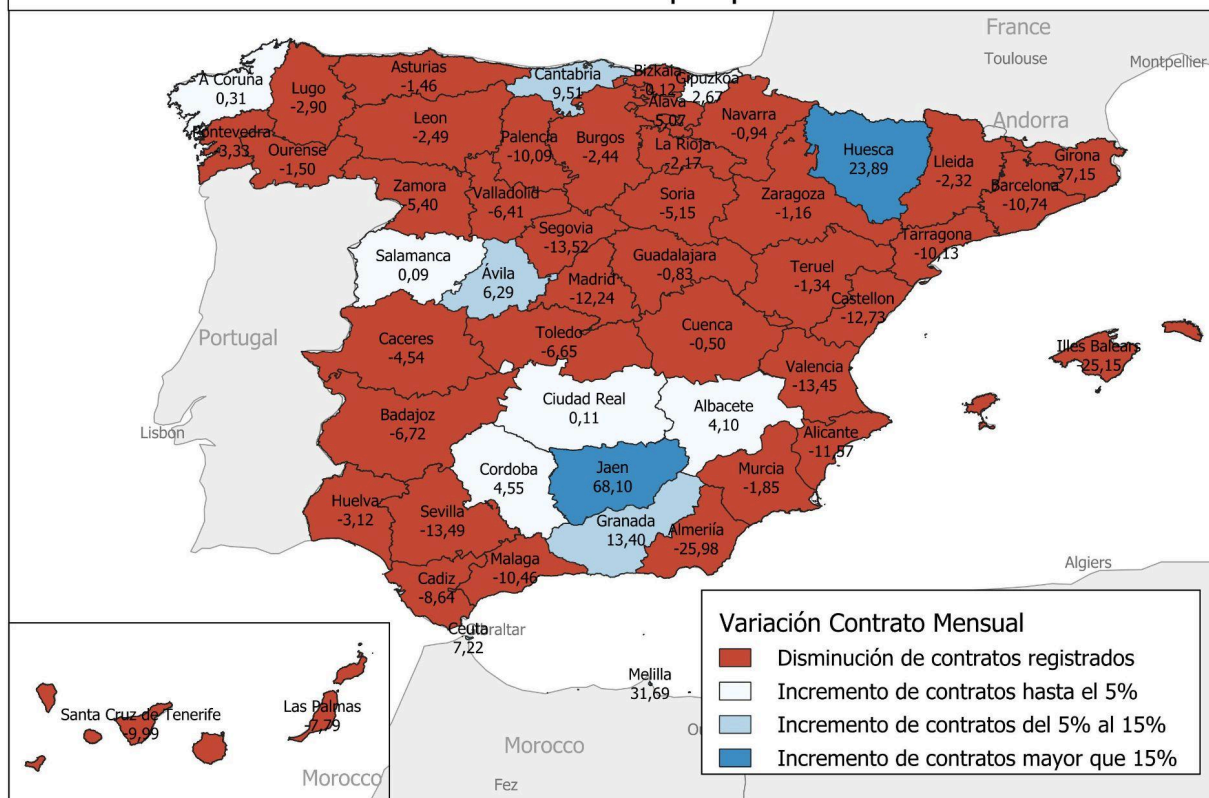 France
Toulouse
Montpellier
Andorra
A Coruña
0,31
Lugo
-2,90
Asturias
-1,46
Cantabria
9,51
Bizkaia
-0,12
Gipuzkoa
2,67
Alava
5,07
Navarra
-0,94
Pontevedra
-3,33
Ourense
-1,50
Leon
-2,49
Palencia
-10,09
Burgos
-2,44
La Rioja
-2,17
Huesca
23,89
Lleida
-2,32
Girona
-7,15
Barcelona
-10,74
Zamora
-5,40
Valladolid
-6,41
Soria
-5,15
Zaragoza
-1,16
Tarragona
-10,13
Segovia
-13,52
Salamanca
0,09
Ávila
6,29
Madrid
-12,24
Guadalajara
-0,83
Teruel
-1,34
Castellon
-12,73
Portugal
Caceres
-4,54
Toledo
-6,65
Cuenca
-0,50
Valencia
-13,45
Illes Balears
-25,15
Lisbon
Badajoz
-6,72
Ciudad Real
0,11
Albacete
4,10
Alicante
-11,57
Cordoba
4,55
Jaen
68,10
Murcia
-1,85
Huelva
-3,12
Sevilla
-13,49
Granada
13,40
Almeriía
-25,98
Malaga
-10,46
Cadiz
-8,64
Algiers
Ceuta
7,22
Gibraltar
Melilla
31,69
Morocco
Fez
Santa Cruz de Tenerife
-9,99
Las Palmas
-7,79
Morocco
Variación Contrato Mensual
Disminución de contratos registrados
Incremento de contratos hasta el 5%
Incremento de contratos del 5% al 15%
Incremento de contratos mayor que 15%